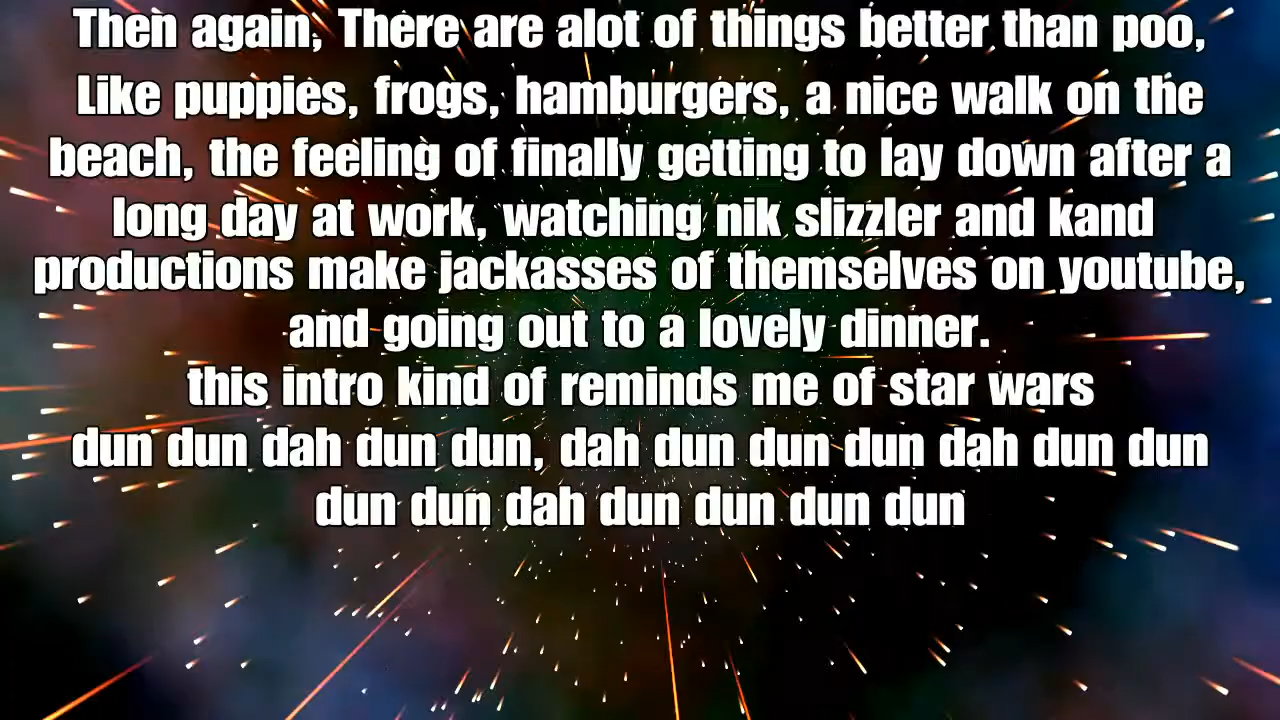 Then again, There are alot of things better than poo,
Like puppies, frogs, hamburgers, a nice walk on the
beach, the feeling of finally getting to lay down after a
long day at work, watching nik slizzler and kand
productions make jackasses of themselves on youtube,
and going out to a lovely dinner.
this intro kind of reminds me of star wars
dun dun dah dun dun, dah dun dun dun dah dun dun
dun dun dah dun dun dun dun